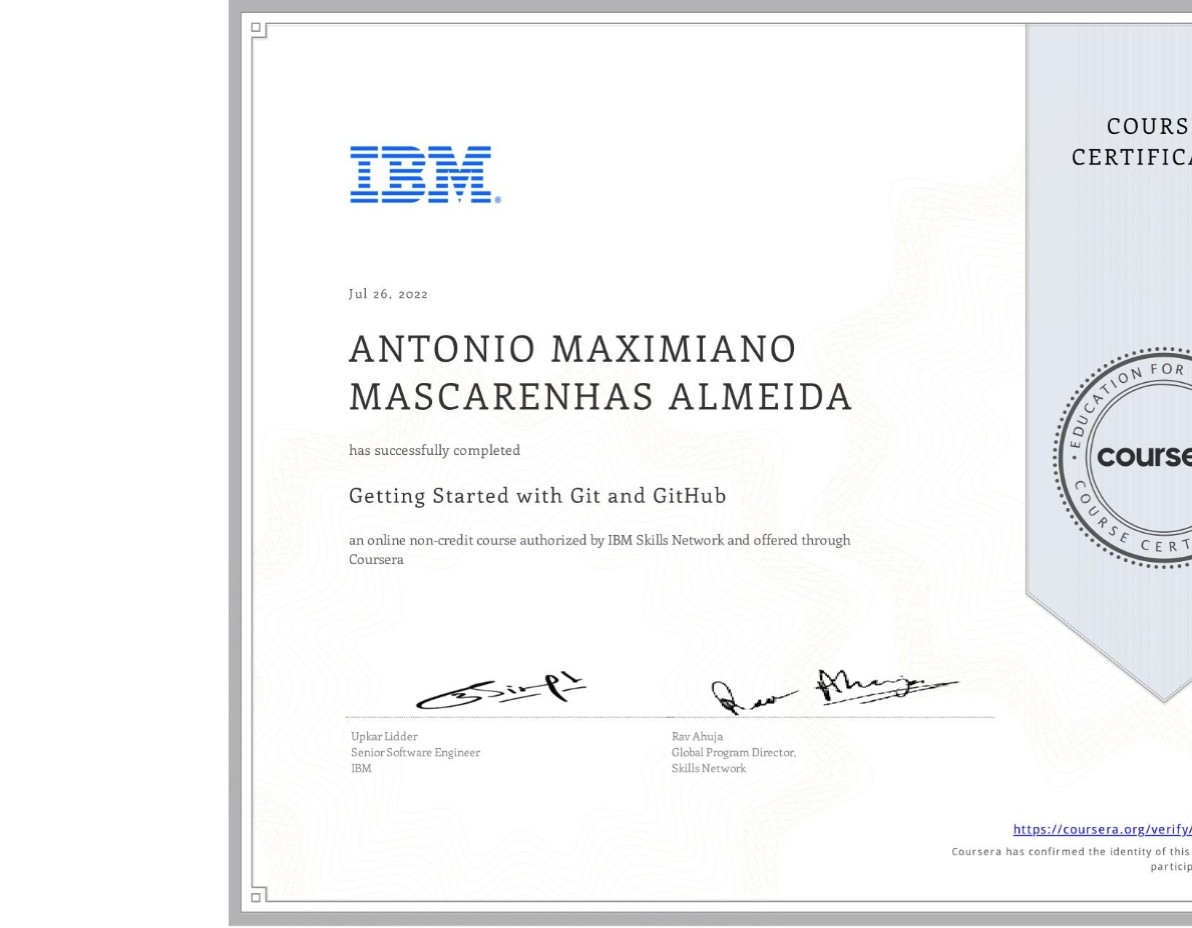 COURS
CERTIFICA
IBM®
Jul 26, 2022
ANTONIO MAXIMIANO
MASCARENHAS ALMEIDA
has successfully completed
Getting Started with Git and GitHub
an online non-credit course authorized by IBM Skills Network and offered through
Coursera
EDUCATION FOR
course
COURSE CERT
Upkar Lidder
Senior Software Engineer
IBM
Rav Ahuja
Global Program Director,
Skills Network
https://coursera.org/verify/
Coursera has confirmed the identity of this
particip